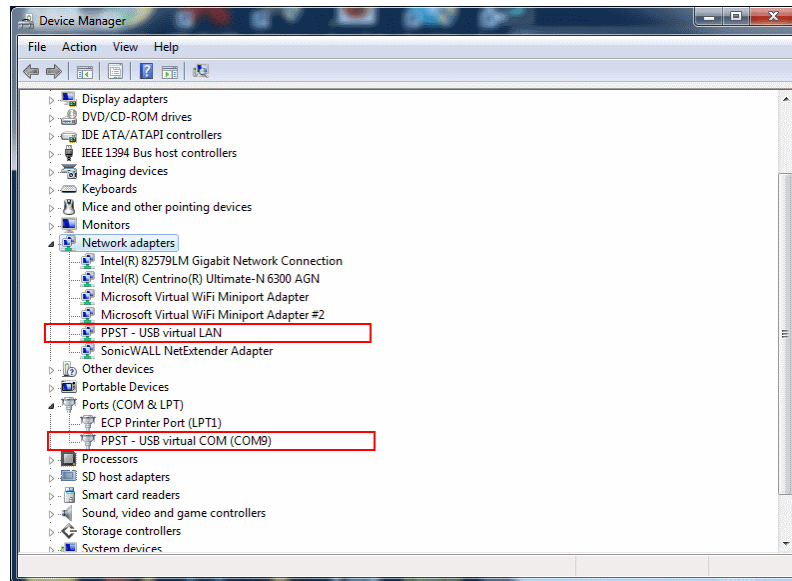 Device Manager
File Action View Help
Display adapters
DVD/CD-ROM drives
IDE ATA/ATAPI controllers
IEEE 1394 Bus host controllers
Imaging devices
Keyboards
Mice and other pointing devices
Monitors
Network adapters
Intel(R) 82579LM Gigabit Network Connection
Intel(R) Centrino(R) Ultimate-N 6300 AGN
Microsoft Virtual WiFi Miniport Adapter
Microsoft Virtual WiFi Miniport Adapter #2
PPST - USB virtual LAN
SonicWALL NetExtender Adapter
Other devices
Portable Devices
Ports (COM & LPT)
ECP Printer Port (LPT1)
PPST - USB virtual COM (COM9)
Processors
SD host adapters
Smart card readers
Sound, video and game controllers
Storage controllers
System devices